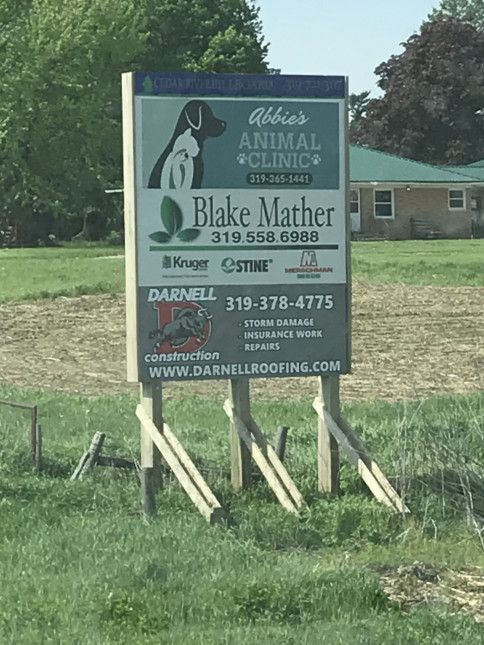 Abbie's
ANIMAL
CLINIC
319-365-1441
Blake Mather
319.558.6988
Kruger
STINE®
MERSCHMAN
SEEDS
DARNELL
D
construction
319-378-4775
- STORM DAMAGE
- INSURANCE WORK
- REPAIRS
WWW.DARNELLROOFING.COM